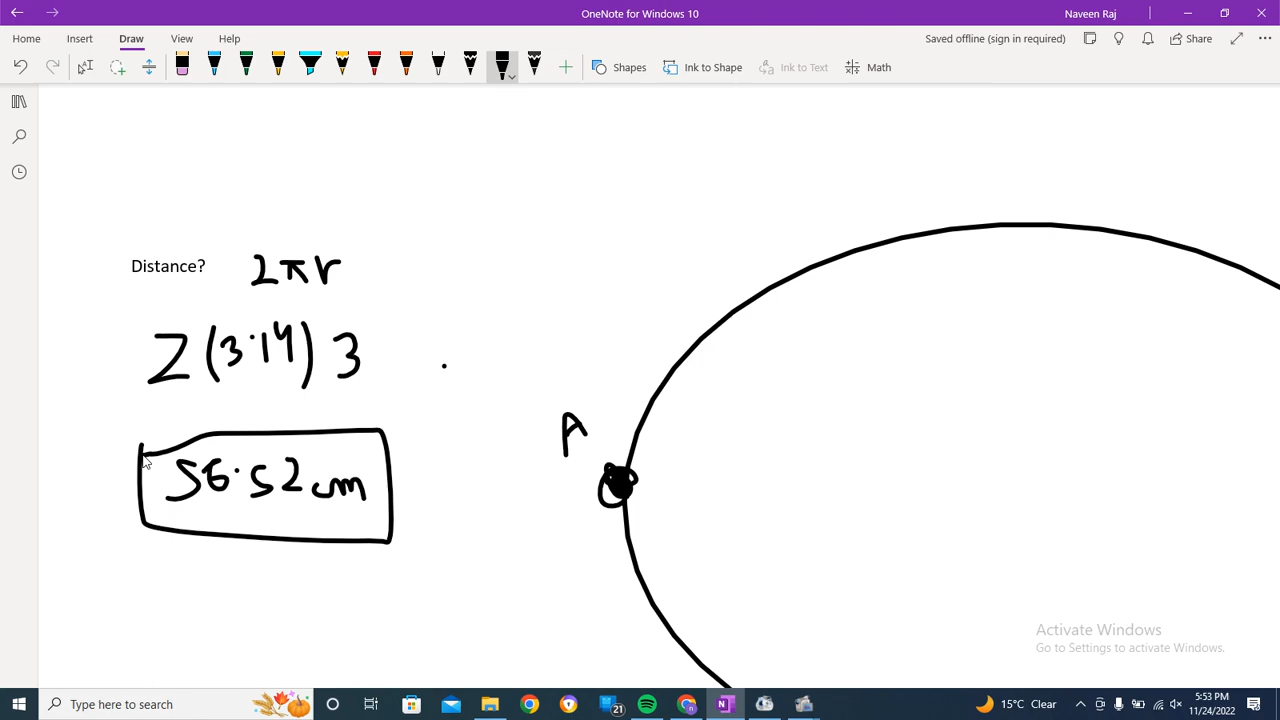 OneNote for Windows 10
Naveen Raj
Home Insert Draw View Help
Saved offline (sign in required)
Share
Shapes
Ink to Shape
Ink to Text
Math
Distance? 2πr
2(3.14)3
56.52cm
A
Activate Windows
Go to Settings to activate Windows.
Type here to search
21
15°C Clear
5:53 PM
11/24/2022